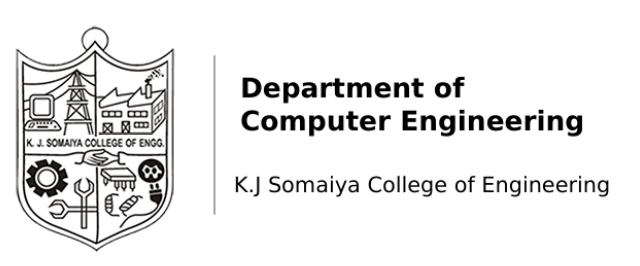 K. J. SOMAIYA COLLEGE OF ENGG.
Department of
Computer Engineering
K.J Somaiya College of Engineering